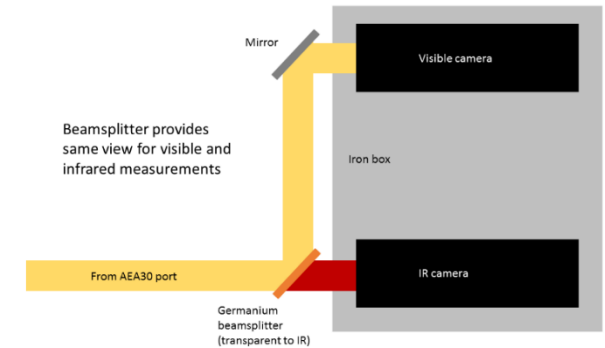 Mirror
Visible camera
Beamsplitter provides
same view for visible and
infrared measurements
Iron box
From AEA30 port
IR camera
Germanium
beamsplitter
(transparent to IR)